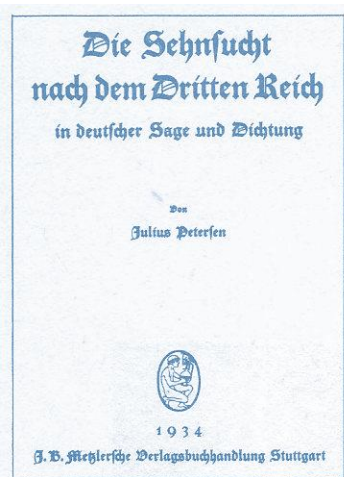 Die Sehnſucht
nach dem Dritten Reich
in deutſcher Sage und Dichtung
Von
Julius Peterſen
1934
J. B. Metzlerſche Verlagsbuchhandlung Stuttgart